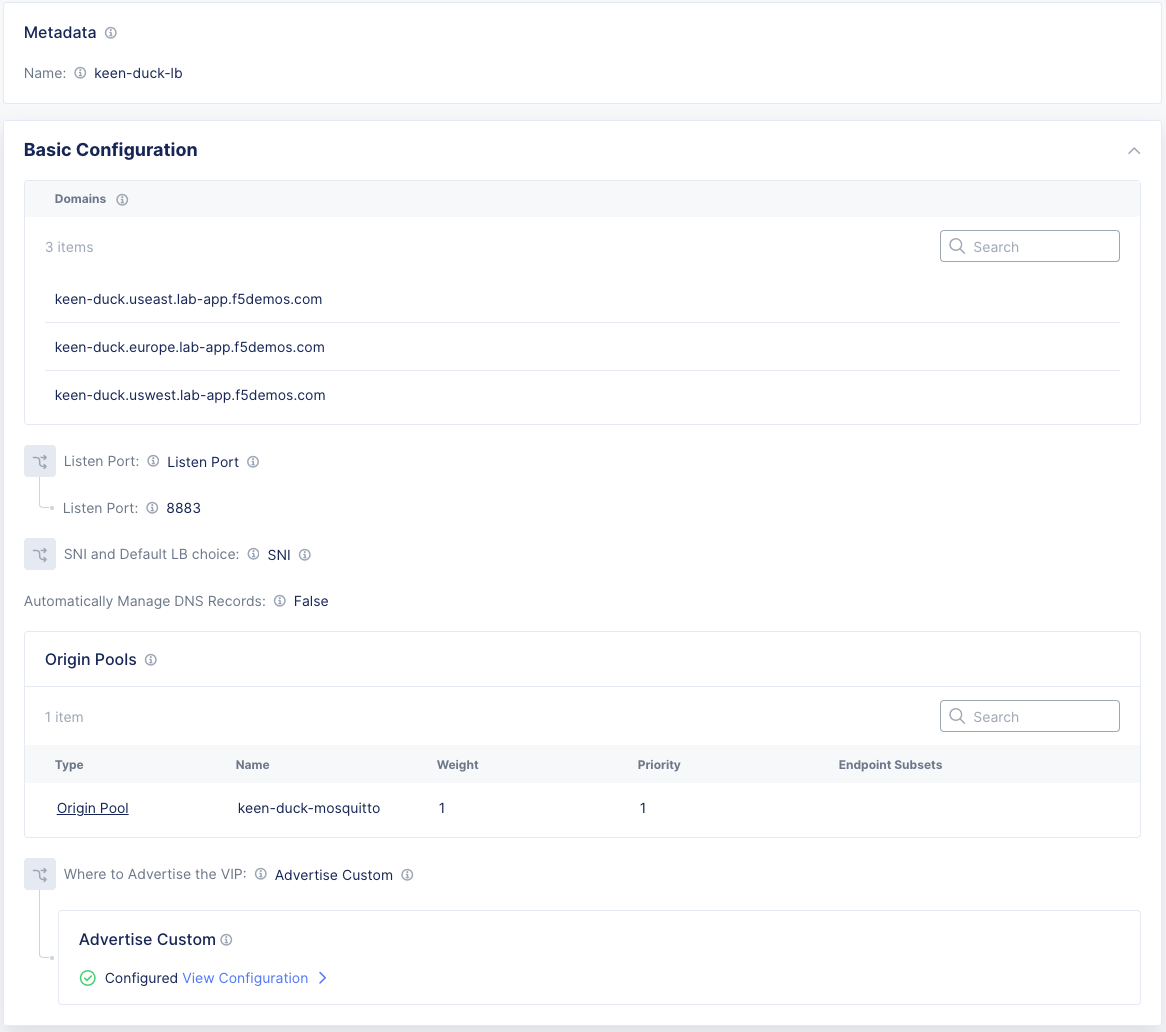 Metadata
Name: keen-duck-lb
Basic Configuration
Domains
3 items Search
keen-duck.useast.lab-app.f5demos.com
keen-duck.europe.lab-app.f5demos.com
keen-duck.uswest.lab-app.f5demos.com
Listen Port: Listen Port
Listen Port: 8883
SNI and Default LB choice: SNI
Automatically Manage DNS Records: False
Origin Pools
1 item Search
Type Name Weight Priority Endpoint Subsets
Origin Pool keen-duck-mosquitto 1 1
Where to Advertise the VIP: Advertise Custom
Advertise Custom
Configured View Configuration